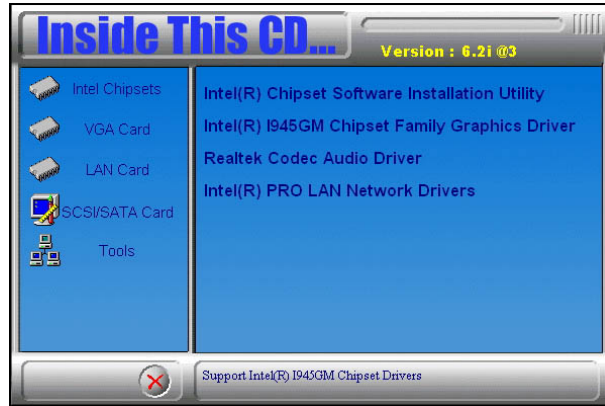 Inside This CD...
Version : 6.2i @3
Intel Chipsets
VGA Card
LAN Card
SCSI/SATA Card
Tools
Intel(R) Chipset Software Installation Utility
Intel(R) I945GM Chipset Family Graphics Driver
Realtek Codec Audio Driver
Intel(R) PRO LAN Network Drivers
Support Intel(R) I945GM Chipset Drivers